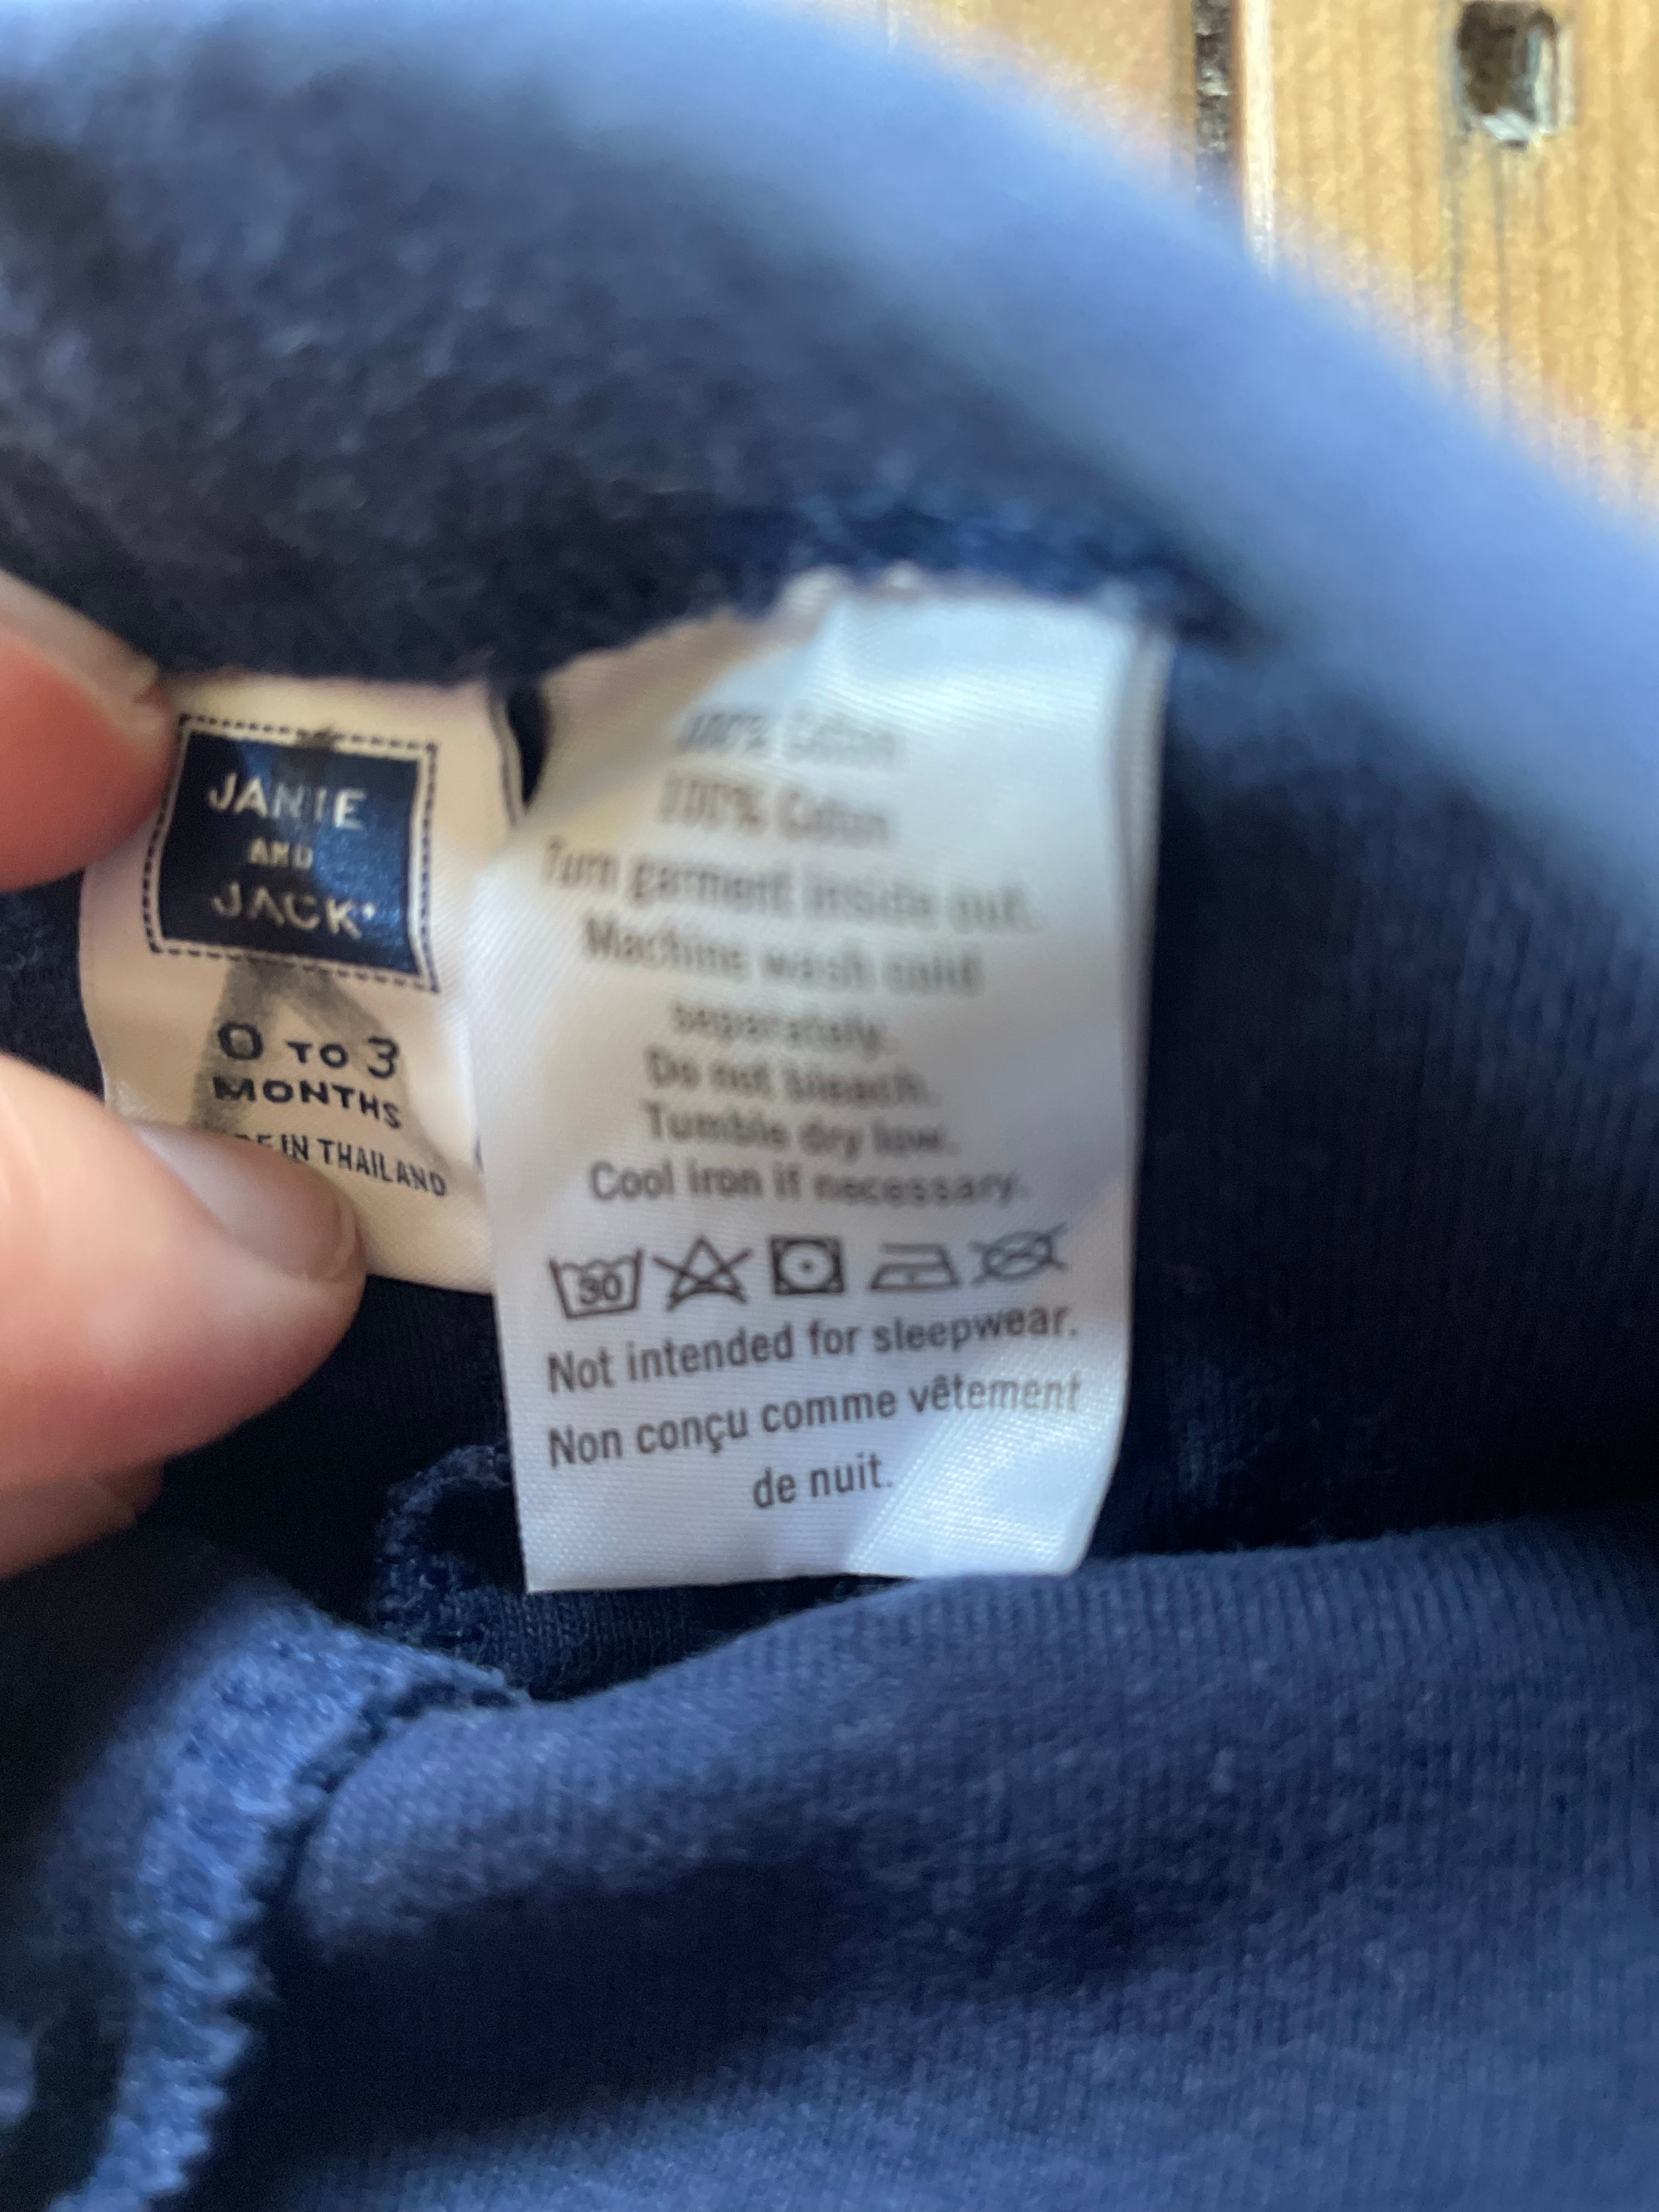 JANIE
AND
JACK
0 TO 3
MONTHS
IN THAILAND
100% Cotton
100% Coton
Turn garment inside out.
Machine wash cold
separately.
Do not bleach.
Tumble dry low.
Cool iron if necessary.
30
Not intended for sleepwear.
Non conçu comme vêtement
de nuit.